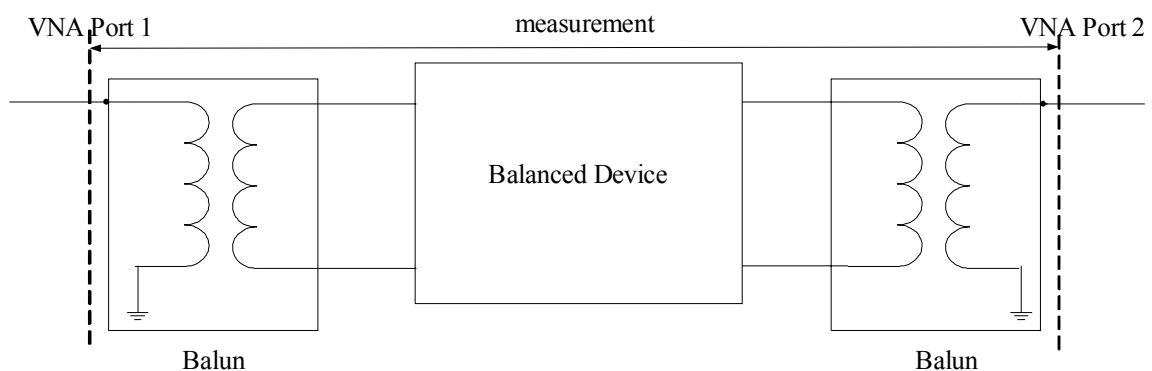 VNA Port 1
measurement
VNA Port 2
Balanced Device
Balun
Balun